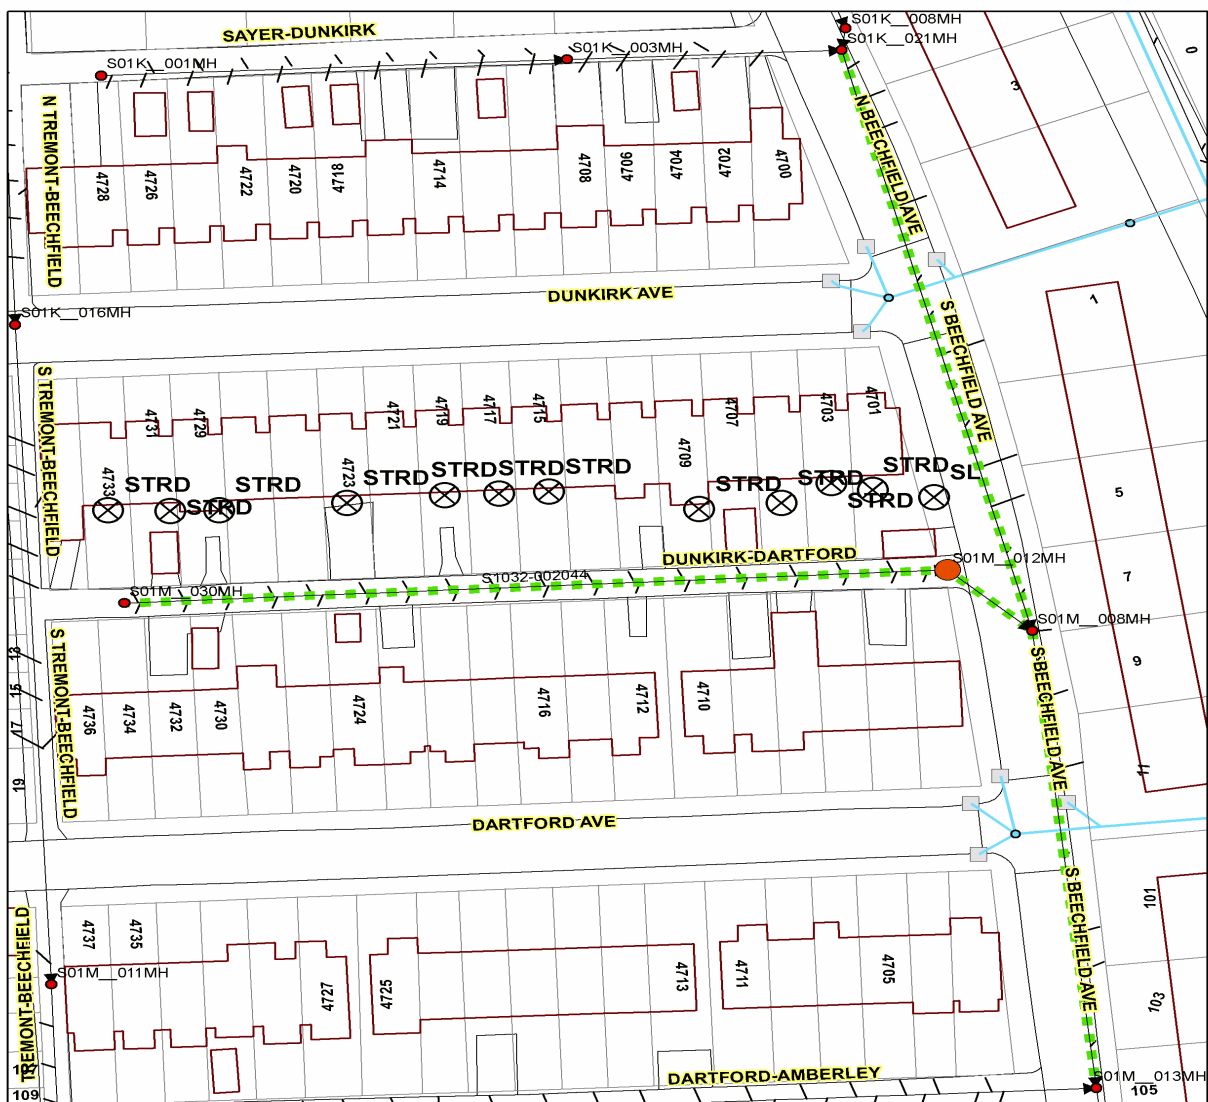 SAYER-DUNKIRK
S01K__008MH
S01K__021MH
S01K__003MH
S01K__001MH
0
3
N TREMONT-BEECHFIELD
N BEECHFIELD AVE
4728
4726
4722
4720
4718
4714
4708
4706
4704
4702
4700
DUNKIRK AVE
1
S01K__016MH
S BEECHFIELD AVE
S TREMONT-BEECHFIELD
4731
4729
4721
4719
4717
4715
4707
4703
4701
4733
4723
4709
STRD
STRD
STRD
STRD
STRD
STRD
STRD
STRD
STRD
STRD
SL
5
DUNKIRK-DARTFORD
S01M__012MH
S1032-002044
7
S01M__030MH
S01M__008MH
S TREMONT-BEECHFIELD
13
15
17
19
9
S BEECHFIELD AVE
4736
4734
4732
4730
4724
4716
4712
4710
11
DARTFORD AVE
S BEECHFIELD AVE
101
TREMONT-BEECHFIELD
4737
4735
S01M__011MH
4727
4725
4713
4711
4705
103
107
DARTFORD-AMBERLEY
S01M__013MH
105
109